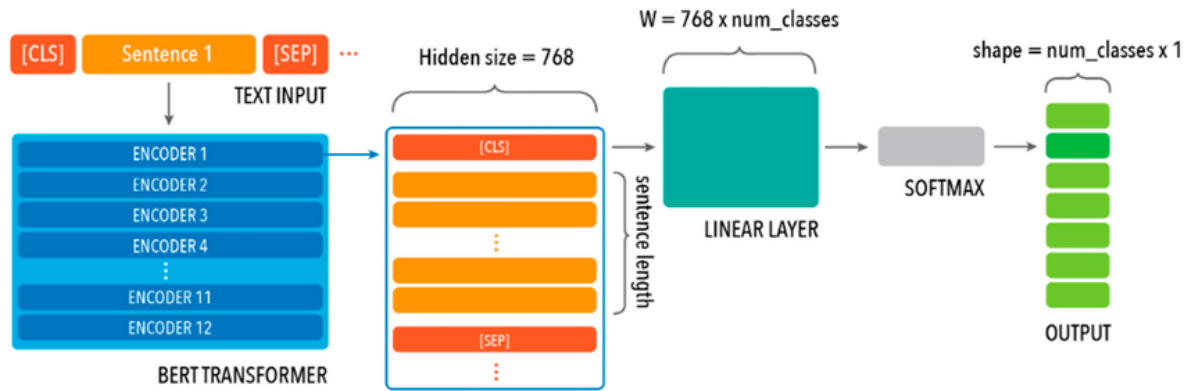 [CLS] Sentence 1 [SEP] ...
TEXT INPUT
ENCODER 1
ENCODER 2
ENCODER 3
ENCODER 4
⋮
ENCODER 11
ENCODER 12
BERT TRANSFORMER
Hidden size = 768
[CLS]
⋮
[SEP]
⋮
sentence length
W = 768 x num_classes
LINEAR LAYER
SOFTMAX
shape = num_classes x 1
OUTPUT